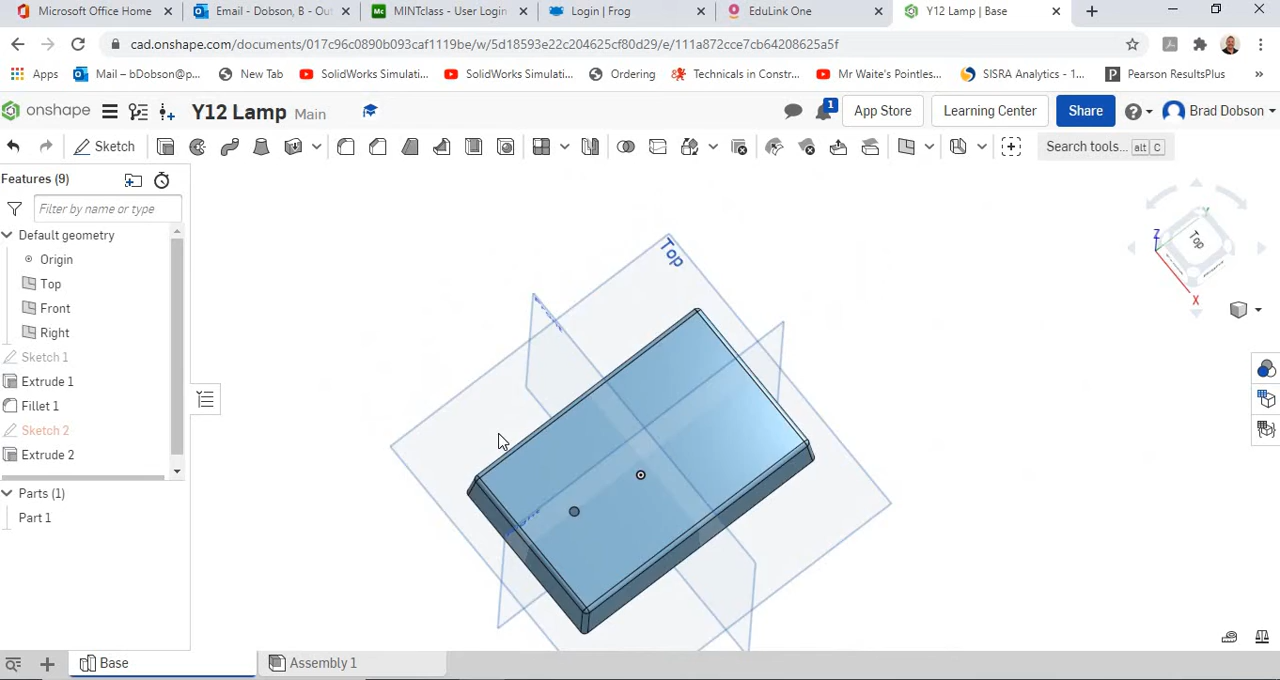 Microsoft Office Home
Email - Dobson, B - Ou
MINTclass - User Login
Login | Frog
EduLink One
Y12 Lamp | Base
cad.onshape.com/documents/017c96c0890b093caf1119be/w/5d18593e22c204625cf80d29/e/111a872cce7cb64208625a5f
Apps
Mail – bDobson@p...
New Tab
SolidWorks Simulati...
SolidWorks Simulati...
Ordering
Technicals in Constr...
Mr Waite's Pointles...
SISRA Analytics - 1...
Pearson ResultsPlus
»
onshape
Y12 Lamp Main
1
App Store
Learning Center
Share
Brad Dobson
Sketch
Search tools... alt C
Features (9)
Filter by name or type
Default geometry
Origin
Top
Front
Right
Sketch 1
Extrude 1
Fillet 1
Sketch 2
Extrude 2
Parts (1)
Part 1
Top
Z
Y
Top
X
Base
Assembly 1